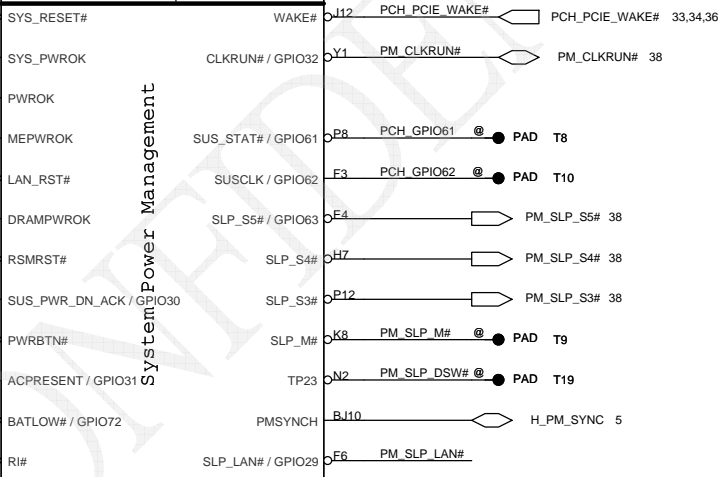 SYS_RESET# WAKE# J12 PCH_PCIE_WAKE# PCH_PCIE_WAKE# 33,34,36
SYS_PWROK CLKRUN# / GPIO32 Y1 PM_CLKRUN# PM_CLKRUN# 38
PWROK
MEPWROK SUS_STAT# / GPIO61 P8 PCH_GPIO61 @ PAD T8
LAN_RST# SUSCLK / GPIO62 F3 PCH_GPIO62 @ PAD T10
DRAMPWROK SLP_S5# / GPIO63 E4 PM_SLP_S5# 38
RSMRST# SLP_S4# H7 PM_SLP_S4# 38
SUS_PWR_DN_ACK / GPIO30 SLP_S3# P12 PM_SLP_S3# 38
PWRBTN# SLP_M# K8 PM_SLP_M# @ PAD T9
ACPRESENT / GPIO31 TP23 N2 PM_SLP_DSW# @ PAD T19
BATLOW# / GPIO72 PMSYNCH BJ10 H_PM_SYNC 5
RI# SLP_LAN# / GPIO29 F6 PM_SLP_LAN#
System Power Management
ONFIDEN